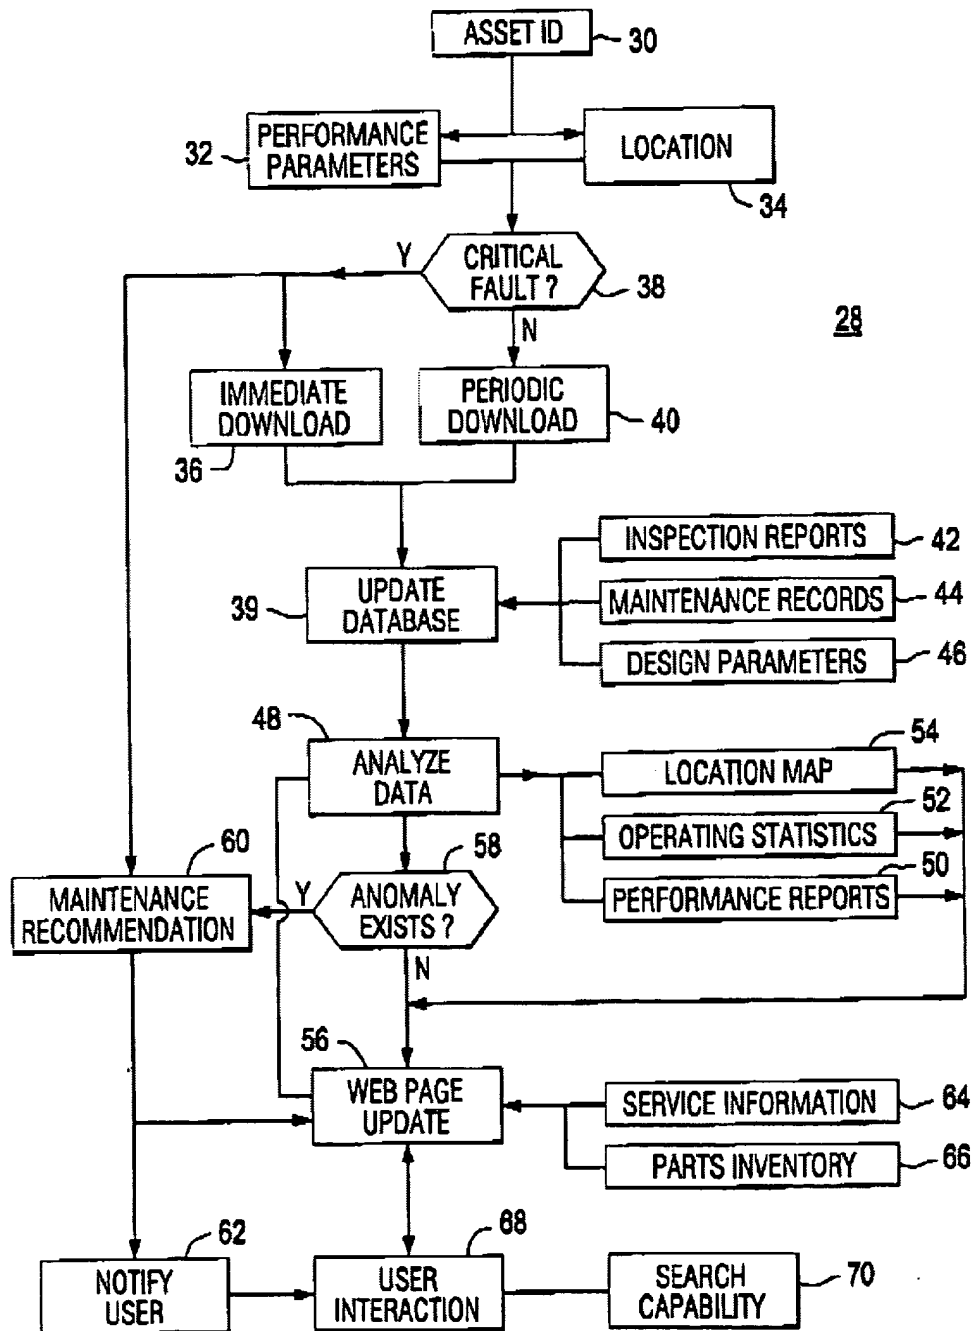 ASSET ID
30
PERFORMANCE
PARAMETERS
32
LOCATION
34
Y
CRITICAL
FAULT ?
38
N
28
IMMEDIATE
DOWNLOAD
36
PERIODIC
DOWNLOAD
40
INSPECTION REPORTS
42
UPDATE
DATABASE
39
MAINTENANCE RECORDS
44
DESIGN PARAMETERS
46
48
ANALYZE
DATA
54
LOCATION MAP
52
OPERATING STATISTICS
50
PERFORMANCE REPORTS
60
MAINTENANCE
RECOMMENDATION
Y
58
ANOMALY
EXISTS ?
N
56
WEB PAGE
UPDATE
SERVICE INFORMATION
64
PARTS INVENTORY
66
62
NOTIFY
USER
68
USER
INTERACTION
SEARCH
CAPABILITY
70